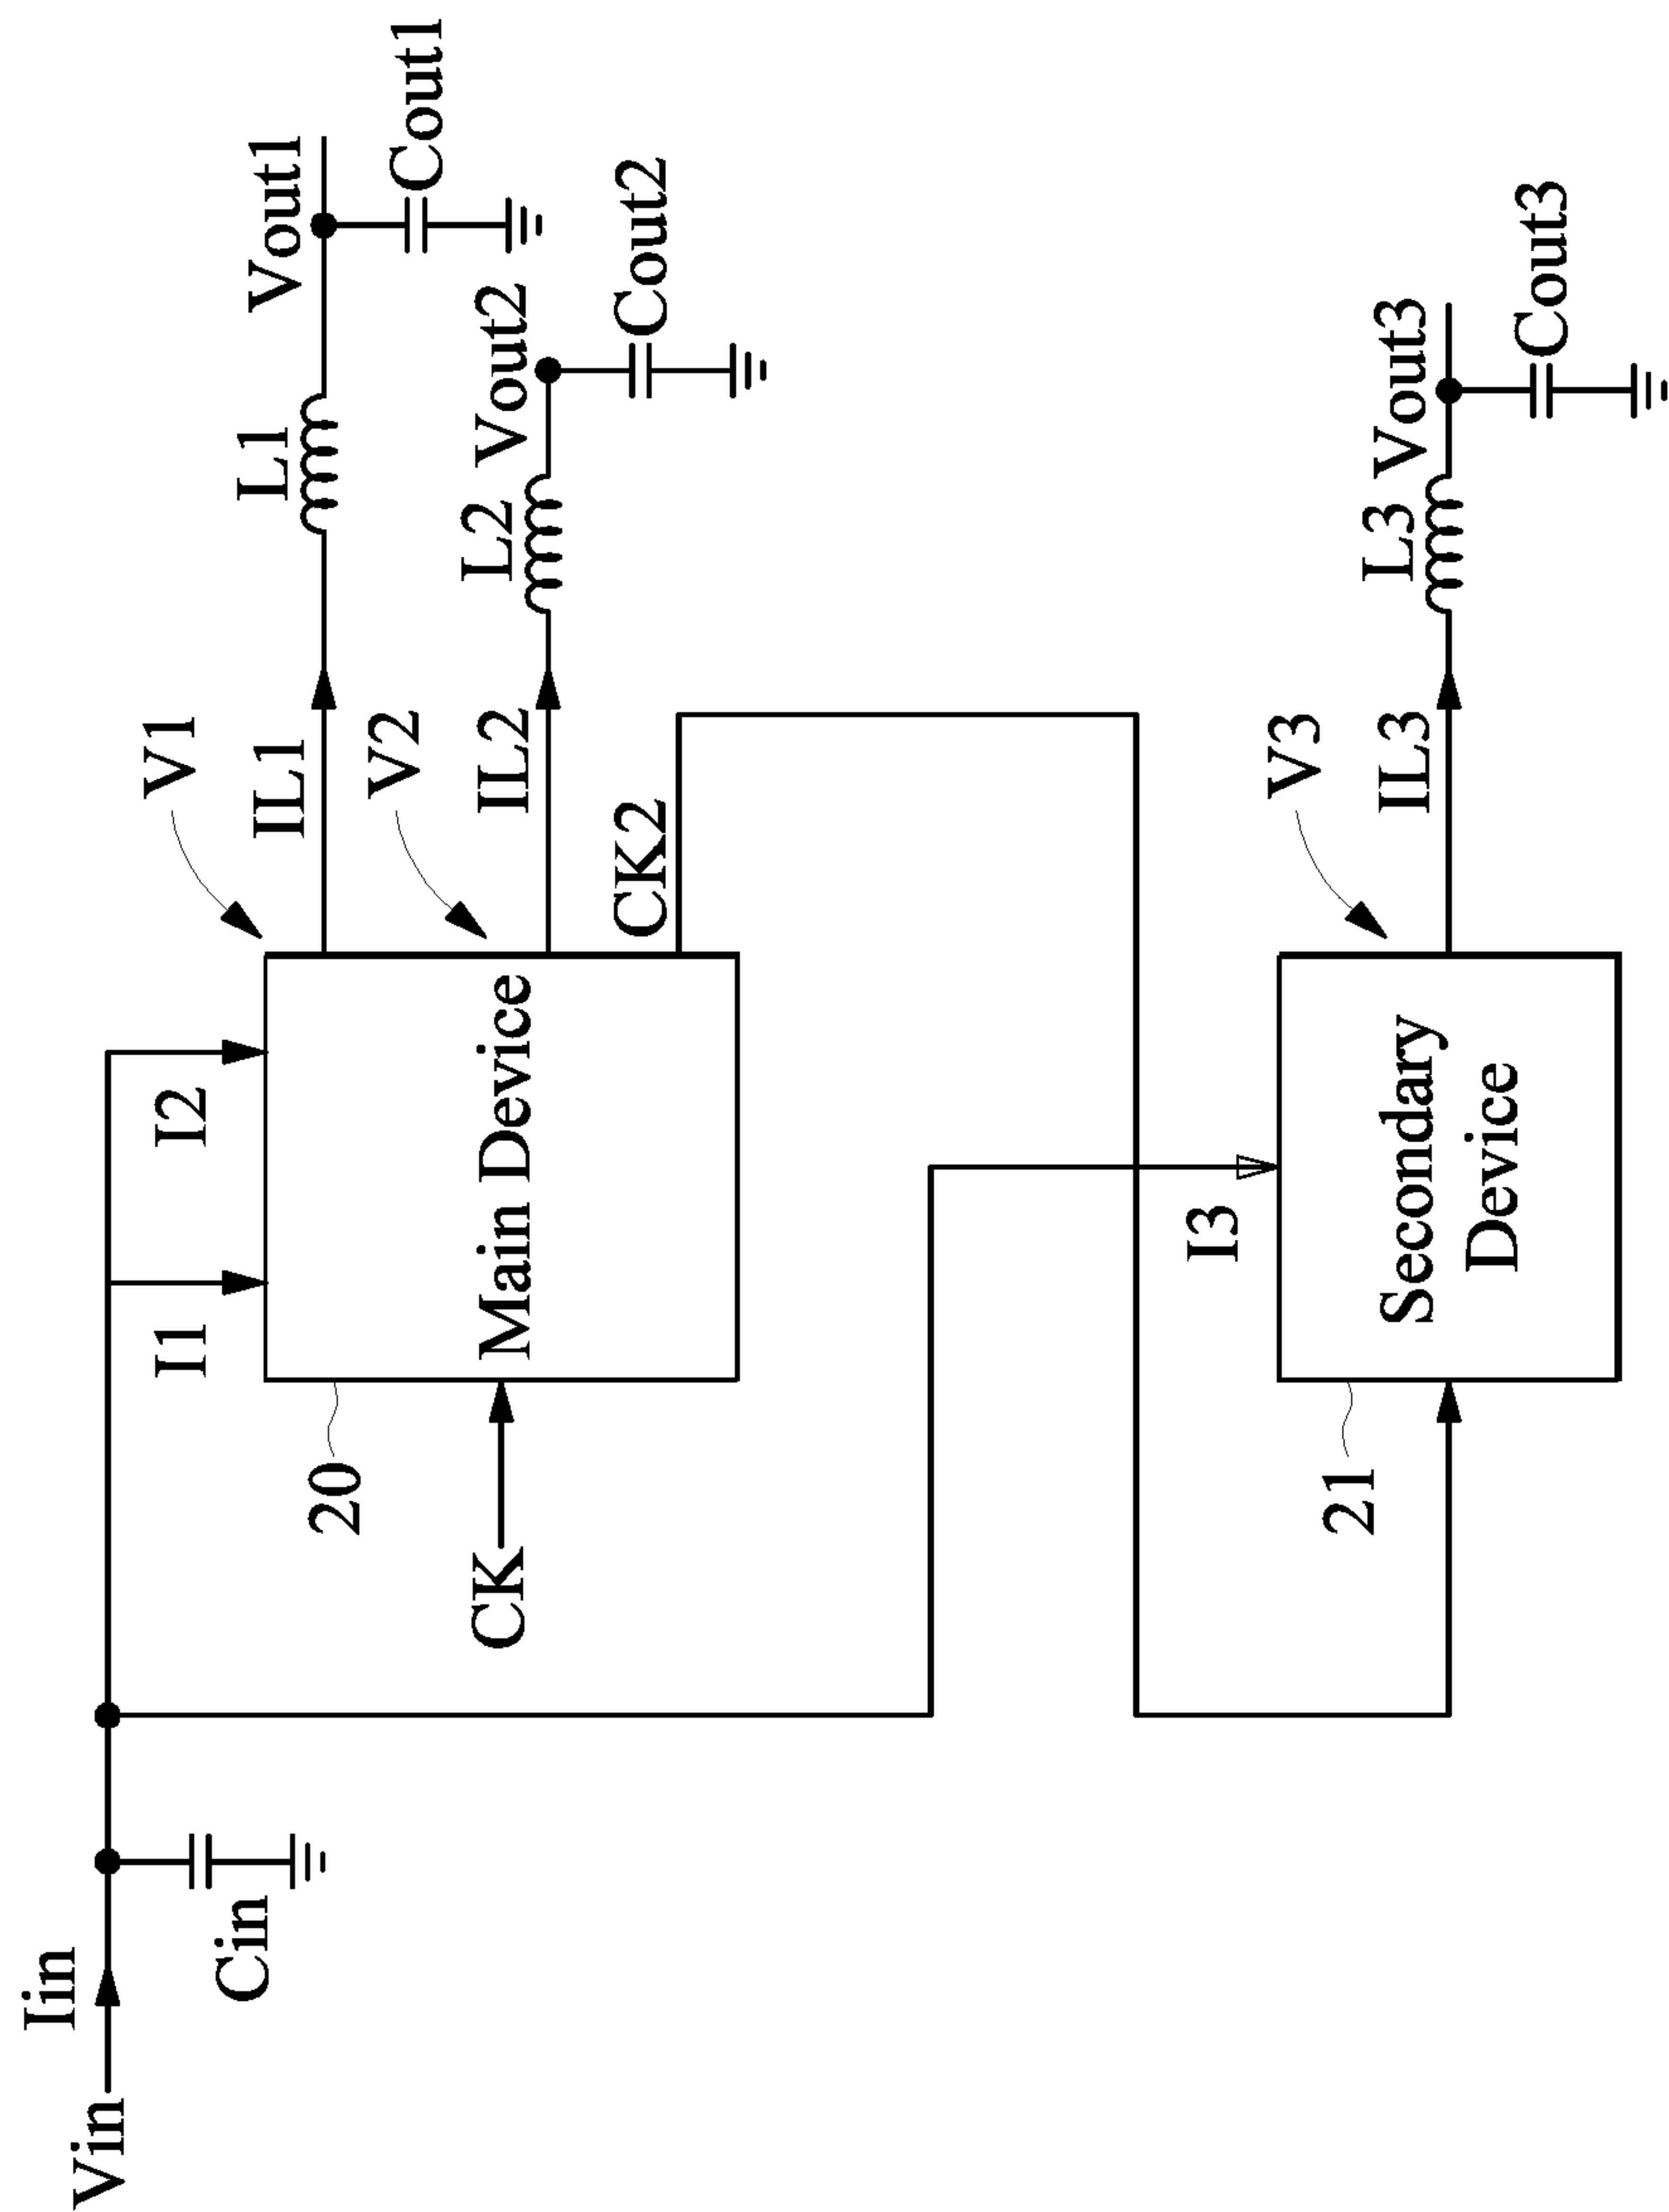 Vin
Iin
Cin
I1
I2
20
CK
Main Device
V1
IL1
L1
Vout1
Cout1
V2
IL2
L2
Vout2
Cout2
CK2
I3
21
Secondary
Device
V3
IL3
L3
Vout3
Cout3